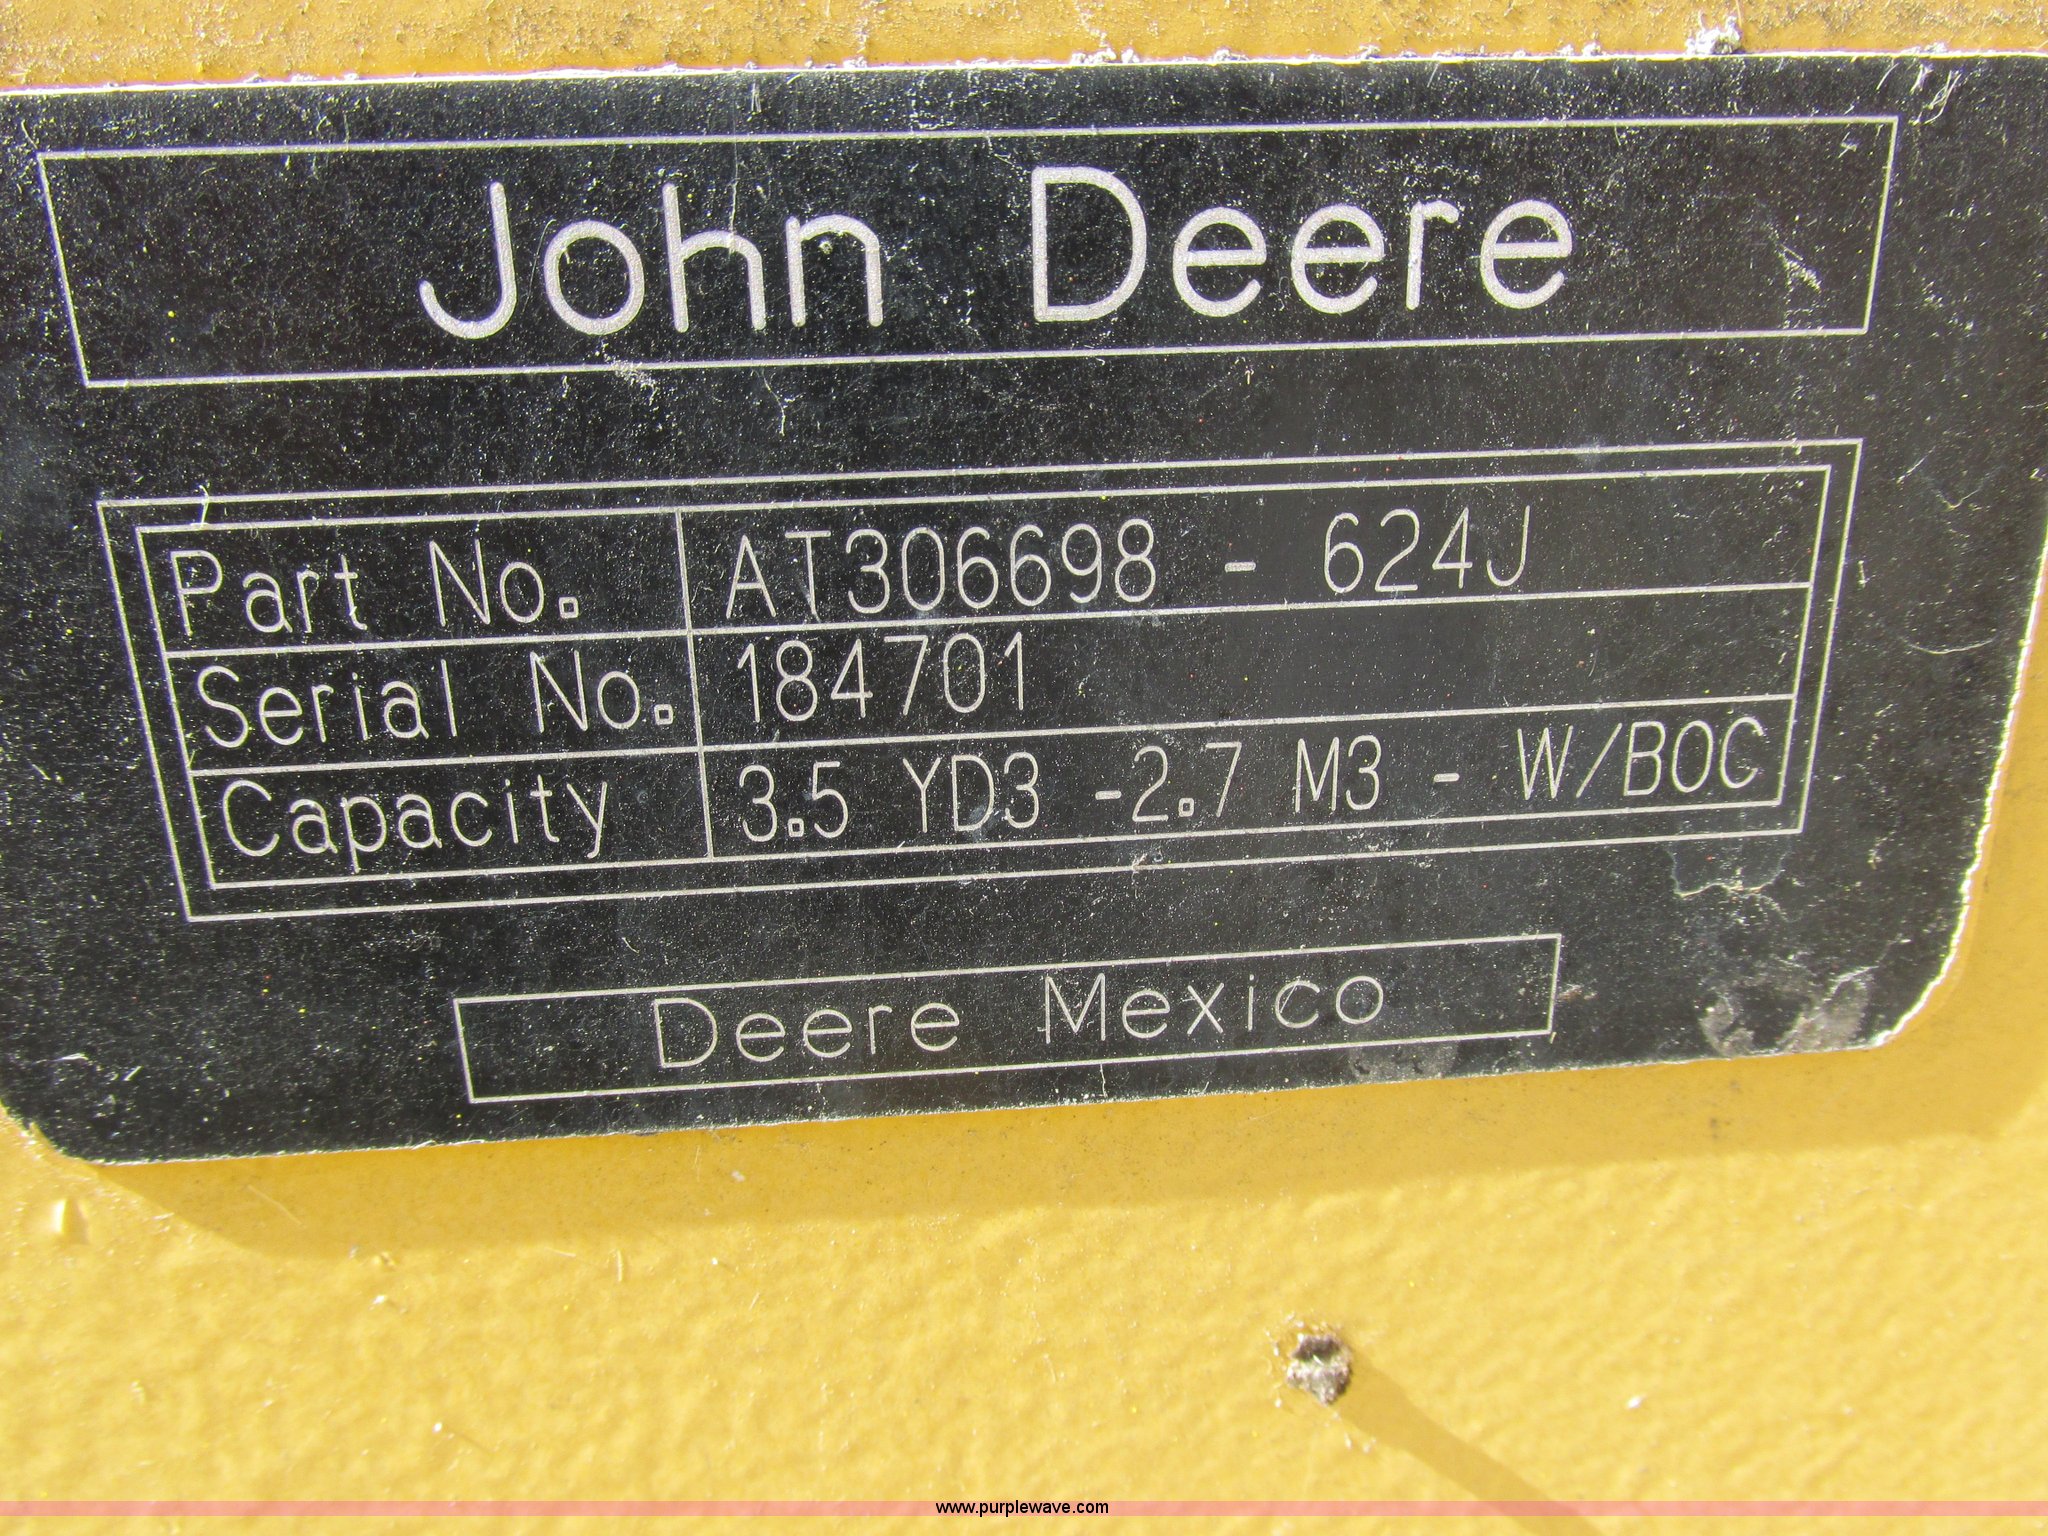 John Deere
Part No. AT306698 - 624J
Serial No. 184701
Capacity 3.5 YD3 -2.7 M3 - W/BOC
Deere Mexico
www.purplewave.com